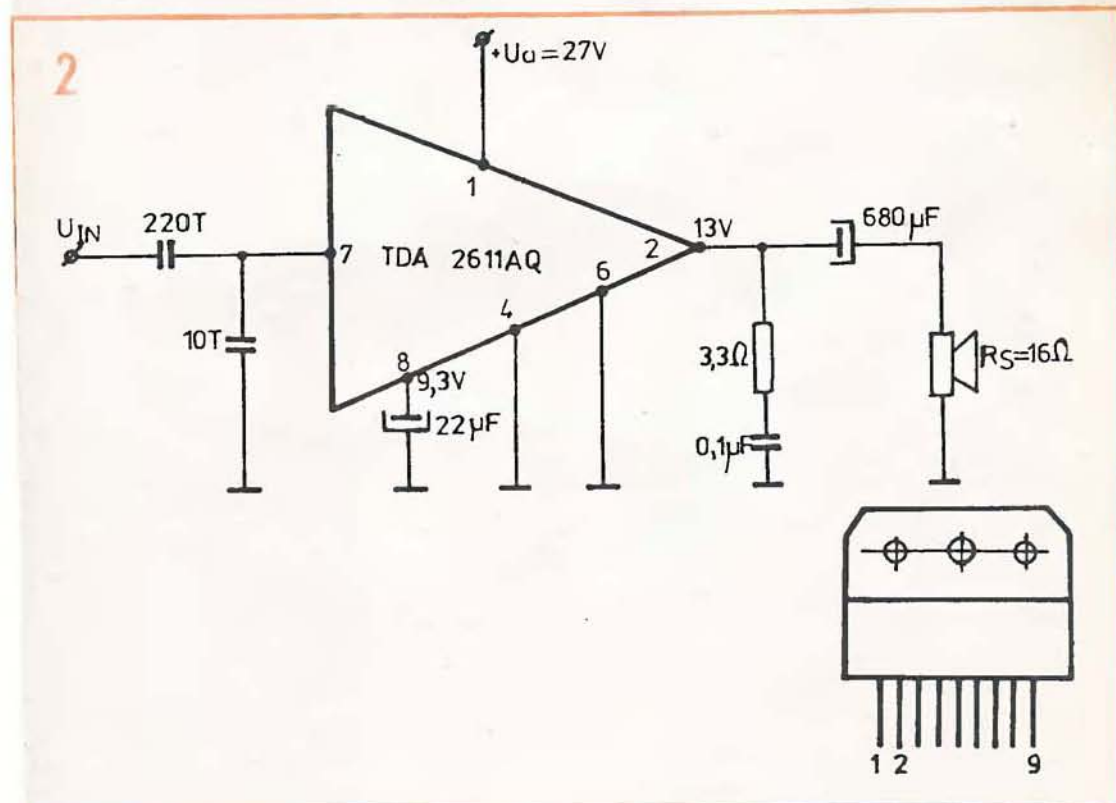 2
+Ua=27V
1
UIN
220T
7
TDA 2611AQ
2
13V
680µF
6
4
10T
8
9,3V
22µF
3,3Ω
0,1µF
RS=16Ω
1 2 9